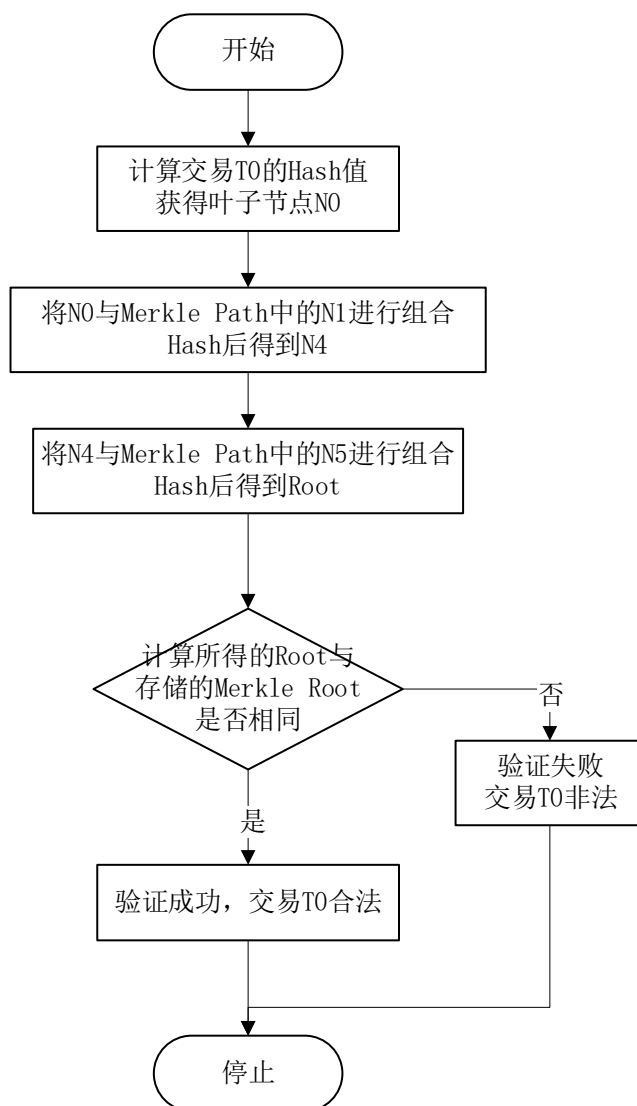 开始
计算交易T0的Hash值
获得叶子节点N0
将N0与Merkle Path中的N1进行组合
Hash后得到N4
将N4与Merkle Path中的N5进行组合
Hash后得到Root
计算所得的Root与
存储的Merkle Root
是否相同
否
验证失败
交易T0非法
是
验证成功，交易T0合法
停止